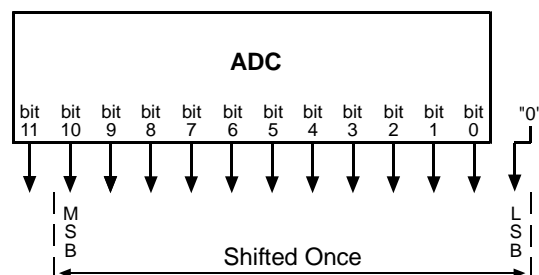 ADC
bit bit bit bit bit bit bit bit bit bit bit bit "0"
11 10 9 8 7 6 5 4 3 2 1 0
MSB LSB
Shifted Once